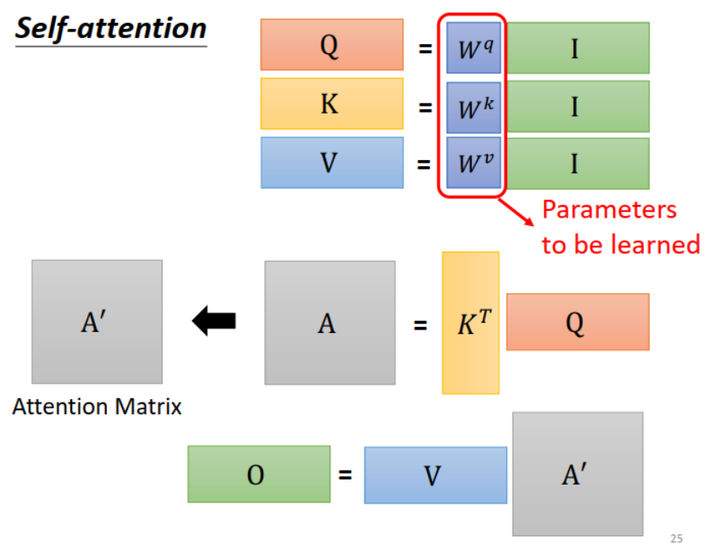 Self-attention
Q = W^q I
K = W^k I
V = W^v I
Parameters
to be learned
A′ A = K^T Q
Attention Matrix
O = V A′
25